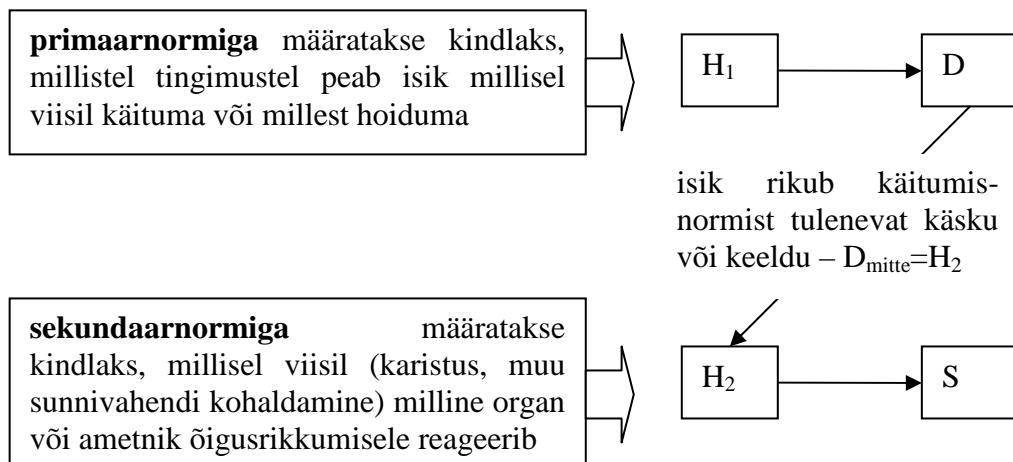 primaarnormiga määratakse kindlaks,
millistel tingimustel peab isik millisel
viisil käituma või millest hoiduma
H₁
D
isik rikub käitumis-
normist tulenevat käsku
või keeldu – Dmitte=H₂
sekundaarnormiga määratakse
kindlaks, millisel viisil (karistus, muu
sunnivahendi kohaldamine) milline organ
või ametnik õigusrikkumisele reageerib
H₂
S